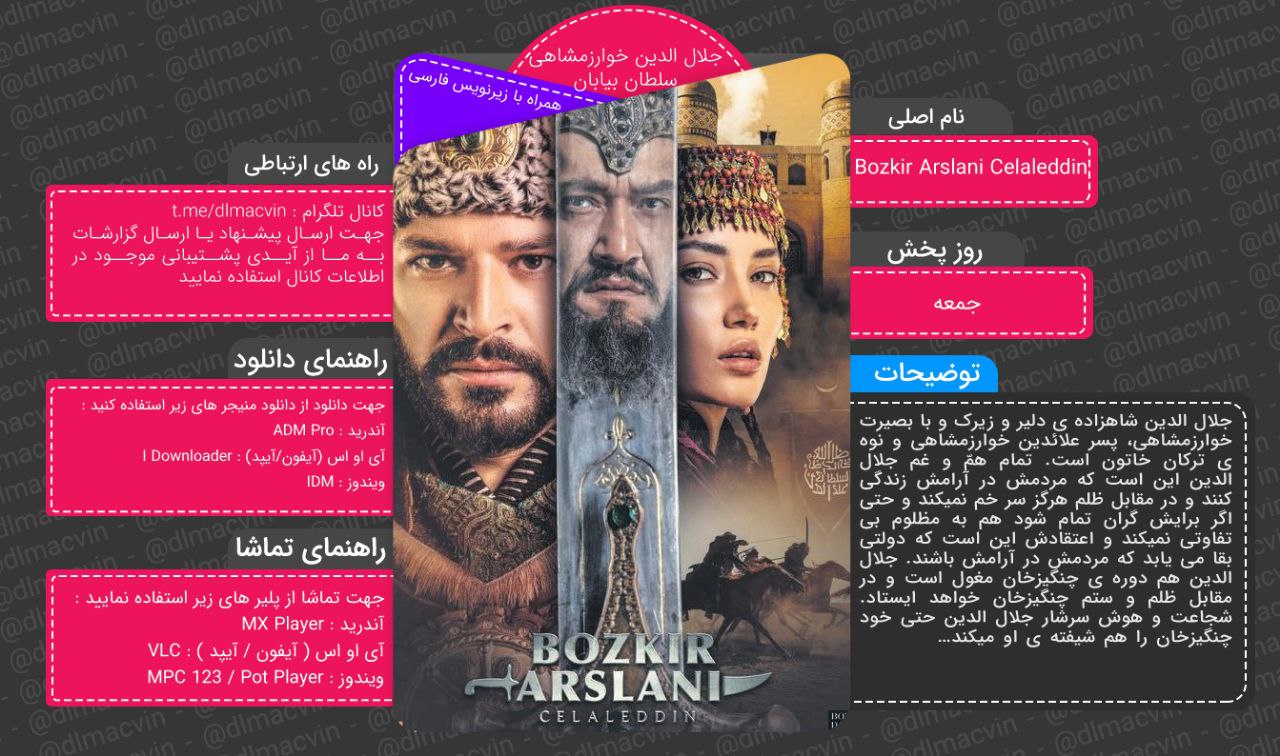 جلال الدین خوارزمشاهی
سلطان بیابان
همراه با زیرنویس فارسی
نام اصلی
Bozkir Arslani Celaleddin
روز پخش
جمعه
توضیحات
جلال الدین شاهزاده ی دلیر و زیرک و با بصیرت
خوارزمشاهی، پسر علائدین خوارزمشاهی و نوه
ی ترکان خاتون است. تمام همّ و غم جلال
الدین این است که مردمش در آرامش زندگی
کنند و در مقابل ظلم هرگز سر خم نمیکند و حتی
اگر برایش گران تمام شود هم به مظلوم بی
تفاوتی نمیکند و اعتقادش این است که دولتی
بقا می یابد که مردمش در آرامش باشند. جلال
الدین هم دوره ی چنگیزخان مغول است و در
مقابل ظلم و ستم چنگیزخان خواهد ایستاد.
شجاعت و هوش سرشار جلال الدین حتی خود
چنگیزخان را هم شیفته ی او میکند...
راه های ارتباطی
کانال تلگرام : t.me/dlmacvin
جهت ارسال پیشنهاد یا ارسال گزارشات
به ما از آیدی پشتیبانی موجود در
اطلاعات کانال استفاده نمایید
راهنمای دانلود
جهت دانلود از دانلود منیجر های زیر استفاده کنید :
آندرید : ADM Pro
آی او اس (آیفون/آیپد) : I Downloader
ویندوز : IDM
راهنمای تماشا
جهت تماشا از پلیر های زیر استفاده نمایید :
آندرید : MX Player
آی او اس ( آیفون / آیپد ) : VLC
ویندوز : MPC 123 / Pot Player
BOZKIR
ARSLANI
CELALEDDIN
@dlmacvin